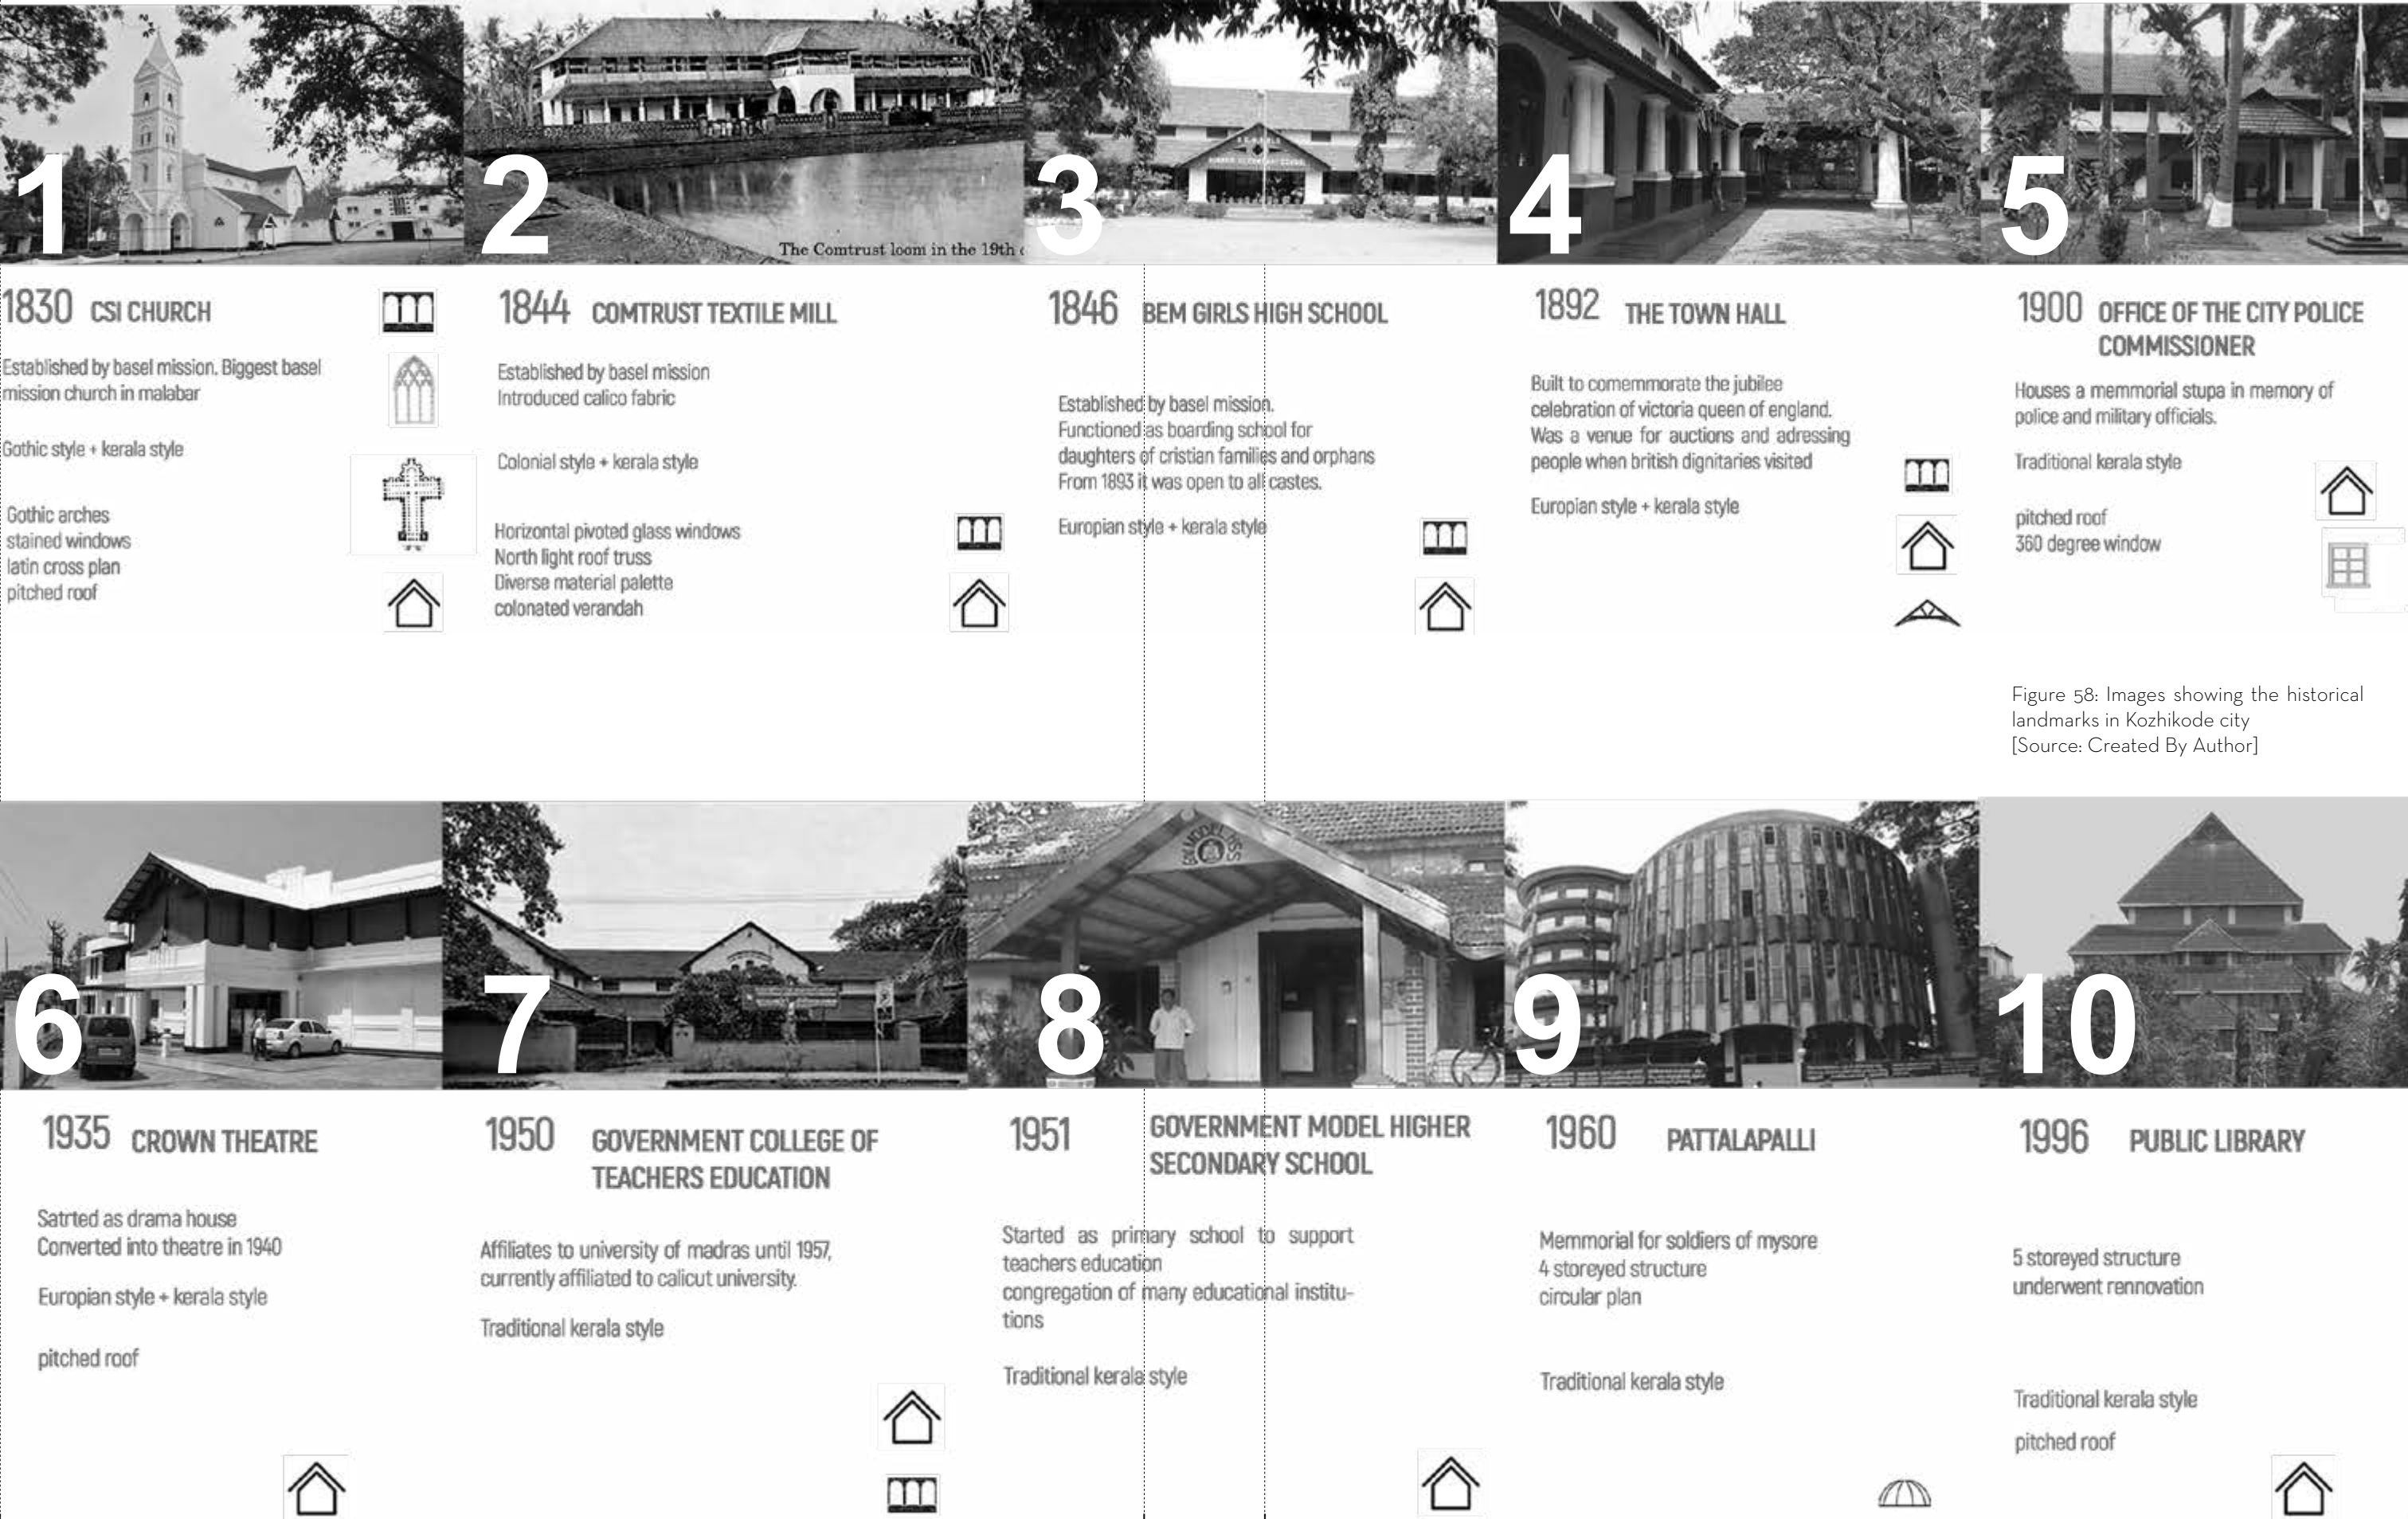 1
2
The Comtrust loom in the 19th
3
4
5
1830 CSI CHURCH
Established by basel mission. Biggest basel
mission church in malabar
Gothic style + kerala style
Gothic arches
stained windows
latin cross plan
pitched roof
1844 COMTRUST TEXTILE MILL
Established by basel mission
Introduced calico fabric
Colonial style + kerala style
Horizontal pivoted glass windows
North light roof truss
Diverse material palette
colonated verandah
1846 BEM GIRLS HIGH SCHOOL
Established by basel mission.
Functioned as boarding school for
daughters of cristian families and orphans
From 1893 it was open to all castes.
Europian style + kerala style
1892 THE TOWN HALL
Built to comemmorate the jubilee
celebration of victoria queen of england.
Was a venue for auctions and adressing
people when british dignitaries visited
Europian style + kerala style
1900 OFFICE OF THE CITY POLICE
COMMISSIONER
Houses a memmorial stupa in memory of
police and military officials.
Traditional kerala style
pitched roof
360 degree window
Figure 58: Images showing the historical
landmarks in Kozhikode city
[Source: Created By Author]
6
7
8
9
10
1935 CROWN THEATRE
Satrted as drama house
Converted into theatre in 1940
Europian style + kerala style
pitched roof
1950 GOVERNMENT COLLEGE OF
TEACHERS EDUCATION
Affiliates to university of madras until 1957,
currently affiliated to calicut university.
Traditional kerala style
1951 GOVERNMENT MODEL HIGHER
SECONDARY SCHOOL
Started as primary school to support
teachers education
congregation of many educational institu-
tions
Traditional kerala style
1960 PATTALAPALLI
Memmorial for soldiers of mysore
4 storeyed structure
circular plan
Traditional kerala style
1996 PUBLIC LIBRARY
5 storeyed structure
underwent rennovation
Traditional kerala style
pitched roof